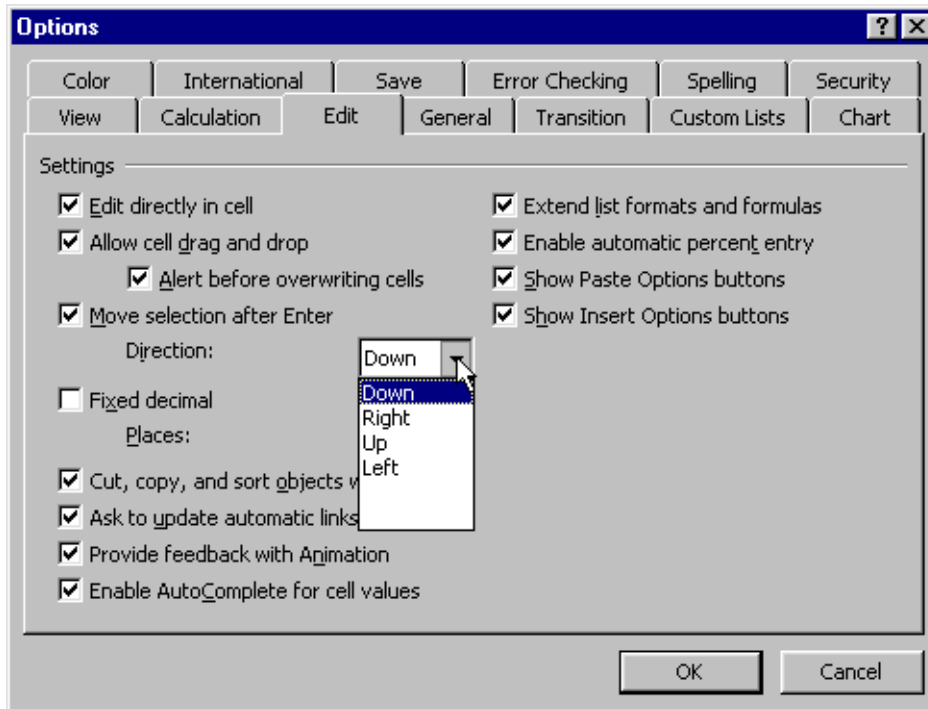 Options
Color International Save Error Checking Spelling Security
View Calculation Edit General Transition Custom Lists Chart
Settings
Edit directly in cell
Allow cell drag and drop
Alert before overwriting cells
Move selection after Enter
Direction: Down
Down
Right
Up
Left
Fixed decimal
Places:
Cut, copy, and sort objects
Ask to update automatic links
Provide feedback with Animation
Enable AutoComplete for cell values
Extend list formats and formulas
Enable automatic percent entry
Show Paste Options buttons
Show Insert Options buttons
OK Cancel